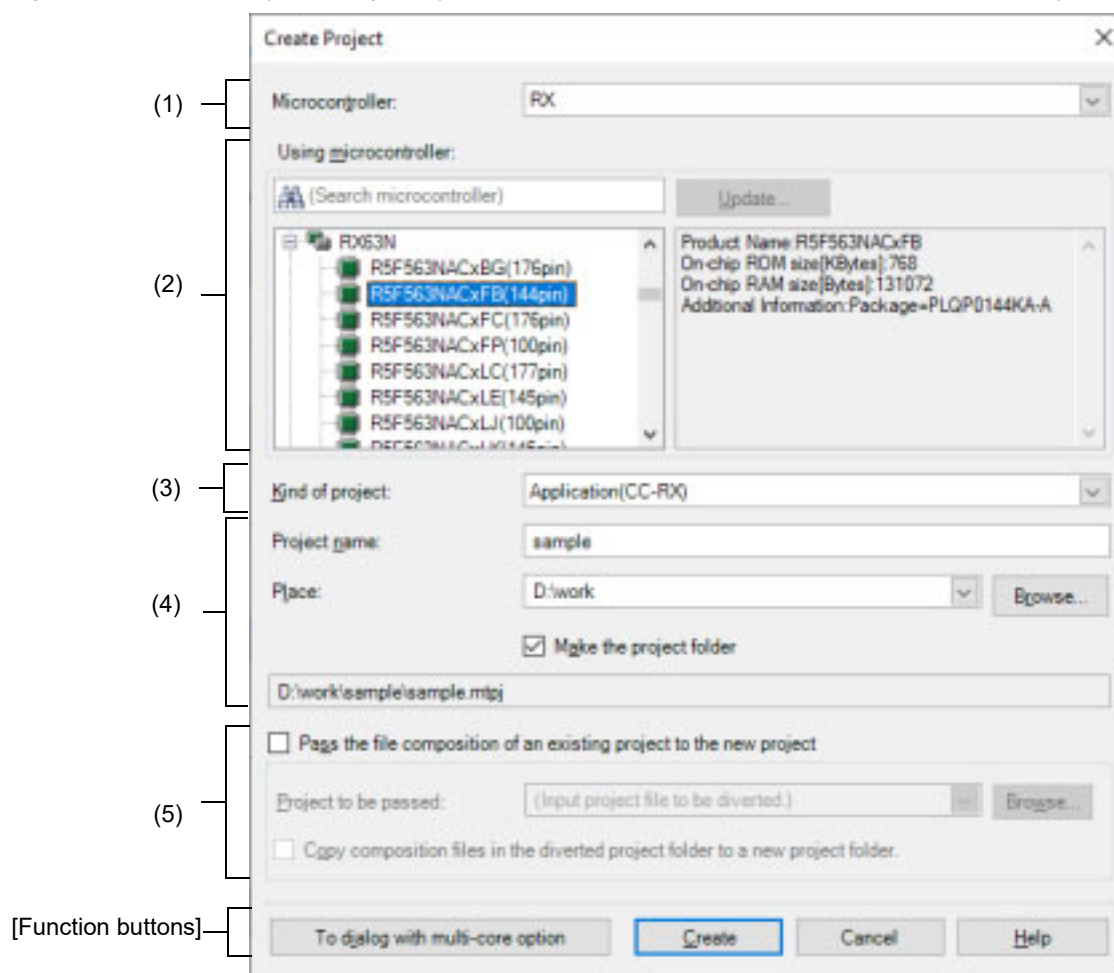 Create Project
(1)
Microcontroller:
RX
Using microcontroller:
(Search microcontroller)
Update...
(2)
RX63N
R5F563NACxBG(176pin)
R5F563NACxFB(144pin)
R5F563NACxFC(176pin)
R5F563NACxFP(100pin)
R5F563NACxLC(177pin)
R5F563NACxLE(145pin)
R5F563NACxLJ(100pin)
Product Name:R5F563NACxFB
On-chip ROM size[KBytes]:768
On-chip RAM size[Bytes]:131072
Additional Information:Package=PLQP0144KA-A
(3)
Kind of project:
Application(CC-RX)
(4)
Project name:
sample
Place:
D:\work
Browse...
Make the project folder
D:\work\sample\sample.mtpj
(5)
Pass the file composition of an existing project to the new project
Project to be passed:
(Input project file to be diverted.)
Browse...
Copy composition files in the diverted project folder to a new project folder.
[Function buttons]
To dialog with multi-core option
Create
Cancel
Help